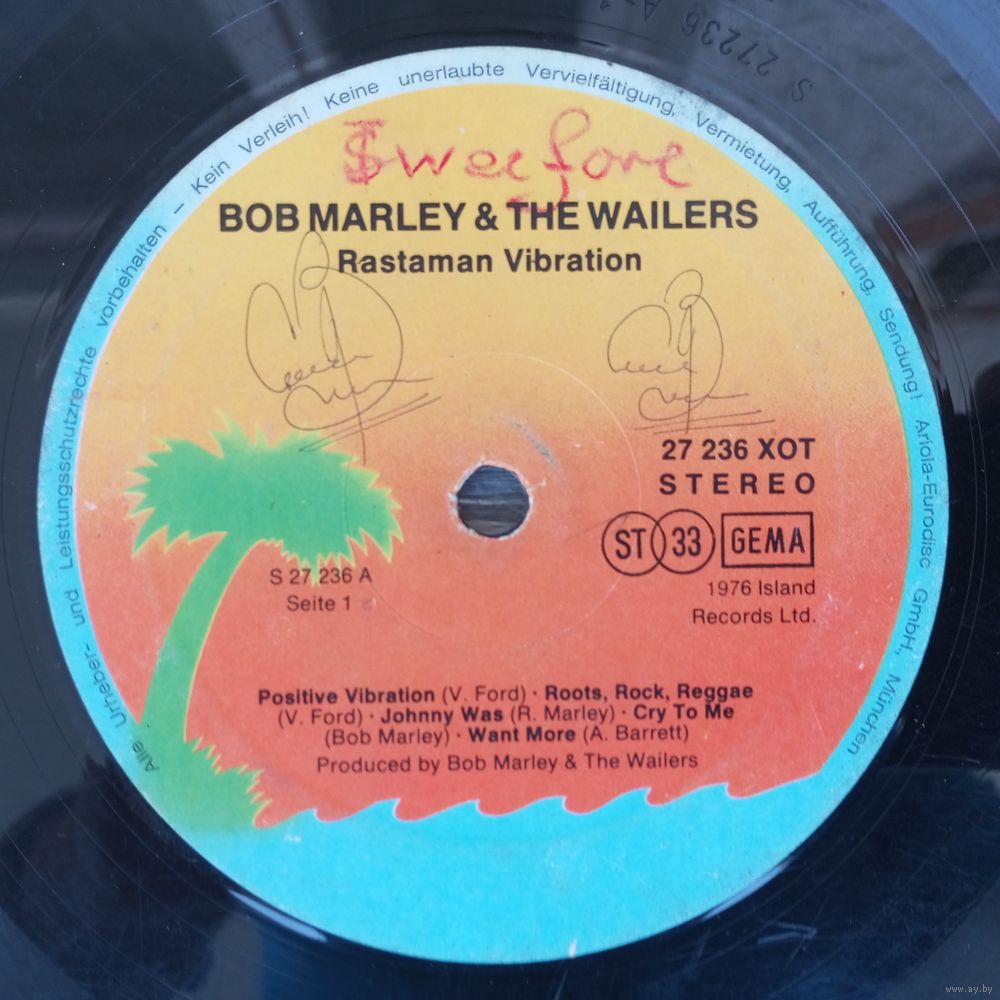 Alle Urheber- und Leistungsschutzrechte vorbehalten – Kein Verleih! Keine unerlaubte Vervielfältigung, Vermietung, Aufführung, Sendung! Ariola-Eurodisc GmbH., München
BOB MARLEY & THE WAILERS
Rastaman Vibration
27 236 XOT
STEREO
ST 33 GEMA
S 27 236 A
Seite 1
1976 Island
Records Ltd.
Positive Vibration (V. Ford) · Roots, Rock, Reggae
(V. Ford) · Johnny Was (R. Marley) · Cry To Me
(Bob Marley) · Want More (A. Barrett)
Produced by Bob Marley & The Wailers
www.ay.by